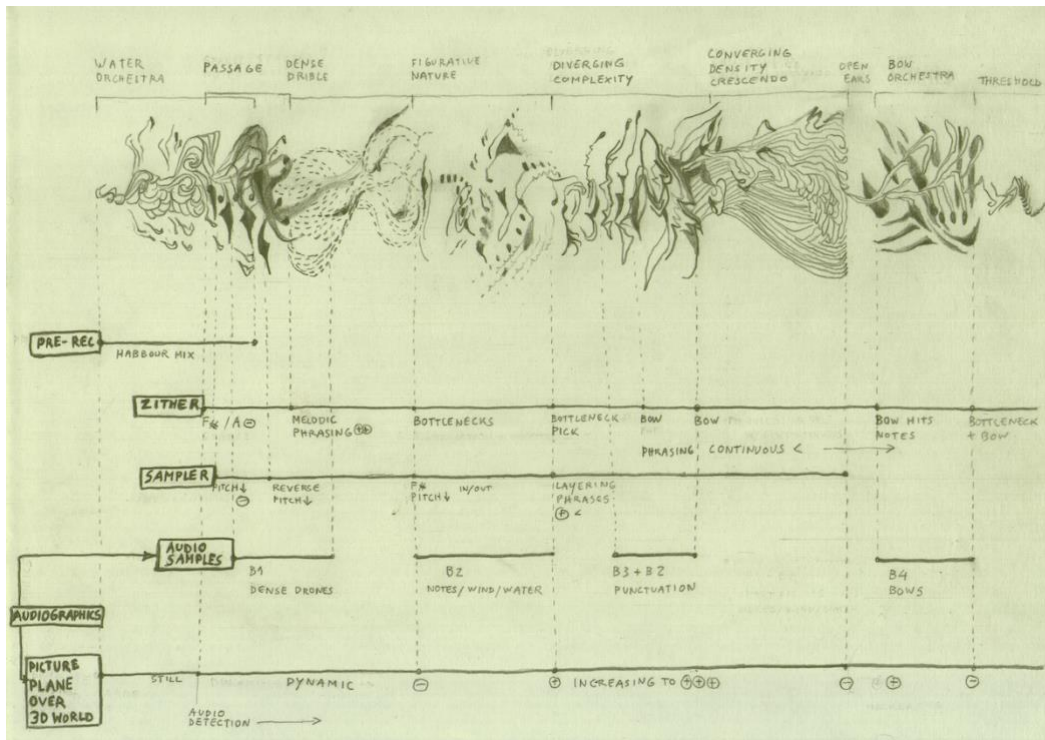 WATER
ORCHESTRA
PASSAGE
DENSE
DRIBLE
FIGURATIVE
NATURE
DIVERGING
COMPLEXITY
CONVERGING
DENSITY
CRESCENDO
OPEN
EARS
BOW
ORCHESTRA
THRESHOLD
PRE-REC
HABBOUR MIX
ZITHER
F# / A ⊖
MELODIC
PHRASING ⊕⊕
BOTTLENECKS
BOTTLENECK
PICK
BOW
BOW
PHRASING CONTINUOUS < →
BOW HITS
NOTES
BOTTLENECK
+ BOW
SAMPLER
PITCH↓
⊖
REVERSE
PITCH↓
F#
PITCH↓ IN/OUT
LAYERING
PHRASES
⊕ <
AUDIO
SAMPLES
B1
DENSE DRONES
B2
NOTES/WIND/WATER
B3 + B2
PUNCTUATION
B4
BOWS
AUDIOGRAPHICS
PICTURE
PLANE
OVER
3D WORLD
STILL
DYNAMIC
⊖
⊕
INCREASING TO ⊕⊕⊕
⊖
⊕
⊖
AUDIO
DETECTION →